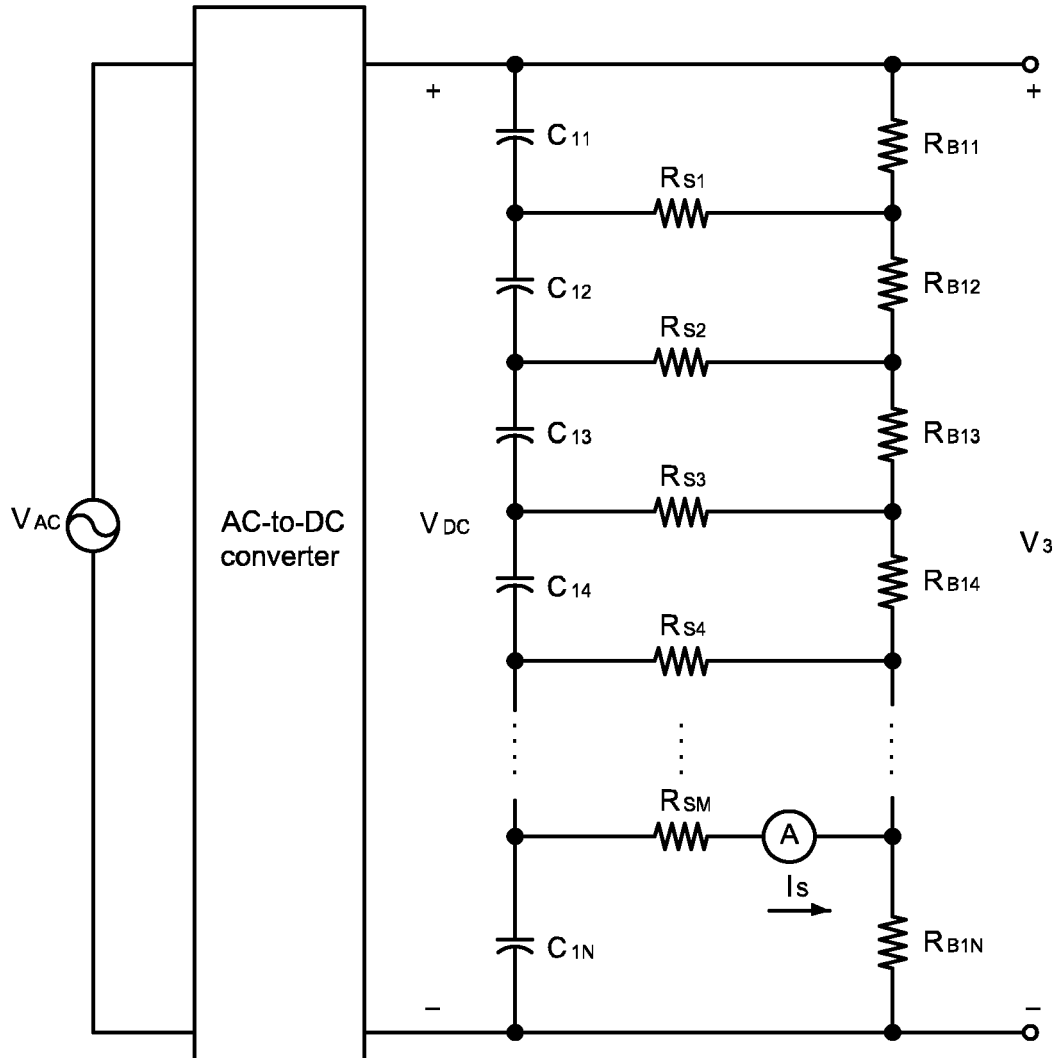 +
+
C11
RB11
RS1
C12
RB12
RS2
C13
RB13
RS3
VAC
AC-to-DC
converter
VDC
V3
C14
RB14
RS4
RSM
A
Is
C1N
RB1N
–
–